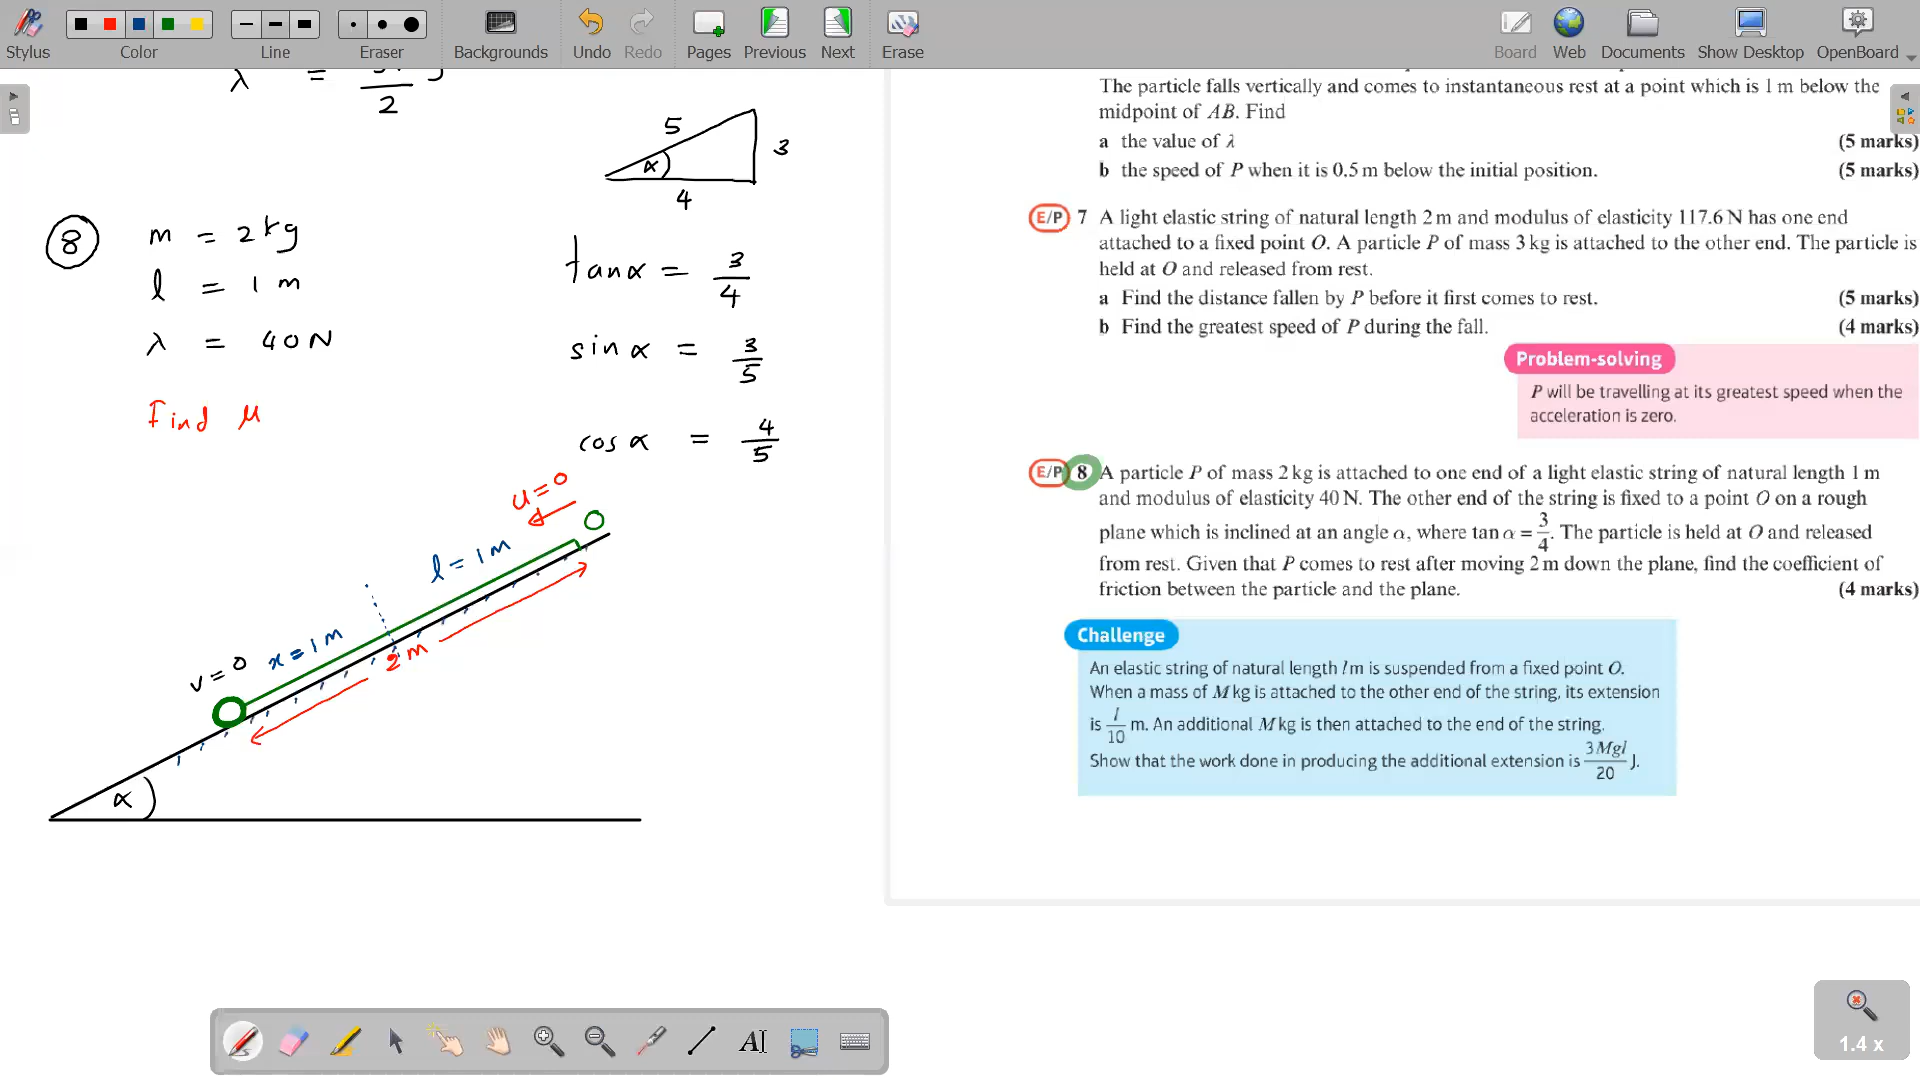 Stylus
Color
Line
Eraser
Backgrounds
Undo
Redo
Pages
Previous
Next
Erase
Board
Web
Documents
Show Desktop
OpenBoard
λ =
2
5
3
α
4
8
m = 2kg
l = 1 m
λ = 40N
Find μ
tanα = 3/4
sinα = 3/5
cosα = 4/5
u=0
l=1m
x=1m
2m
v=0
α
The particle falls vertically and comes to instantaneous rest at a point which is 1 m below the
midpoint of AB. Find
a the value of λ (5 marks)
b the speed of P when it is 0.5 m below the initial position. (5 marks)
E/P 7 A light elastic string of natural length 2 m and modulus of elasticity 117.6 N has one end
attached to a fixed point O. A particle P of mass 3 kg is attached to the other end. The particle is
held at O and released from rest.
a Find the distance fallen by P before it first comes to rest. (5 marks)
b Find the greatest speed of P during the fall. (4 marks)
Problem-solving
P will be travelling at its greatest speed when the
acceleration is zero.
E/P 8 A particle P of mass 2 kg is attached to one end of a light elastic string of natural length 1 m
and modulus of elasticity 40 N. The other end of the string is fixed to a point O on a rough
plane which is inclined at an angle α, where tan α = 3/4. The particle is held at O and released
from rest. Given that P comes to rest after moving 2 m down the plane, find the coefficient of
friction between the particle and the plane. (4 marks)
Challenge
An elastic string of natural length l m is suspended from a fixed point O.
When a mass of M kg is attached to the other end of the string, its extension
is l/10 m. An additional M kg is then attached to the end of the string.
Show that the work done in producing the additional extension is 3Mgl/20 J.
1.4 x